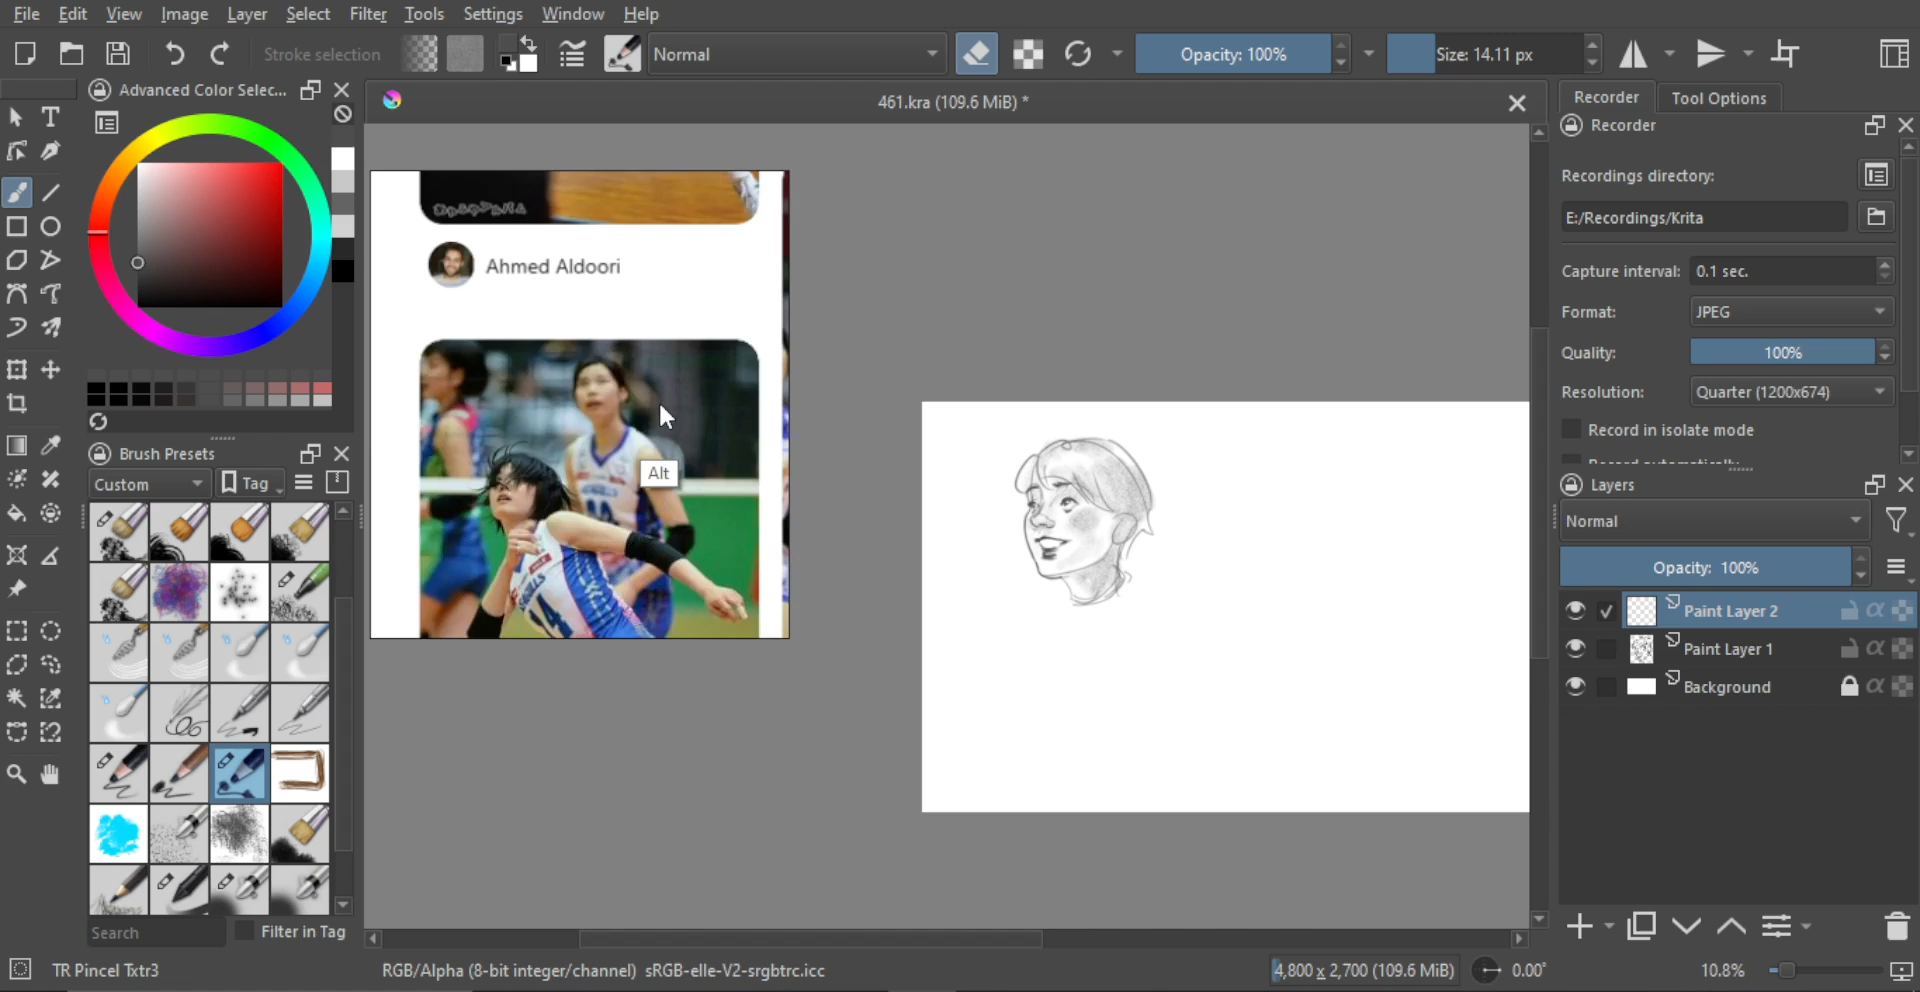 File Edit View Image Layer Select Filter Tools Settings Window Help
Stroke selection Normal Opacity: 100% Size: 14.11 px
Advanced Color Selec...
461.kra (109.6 MiB) *
Recorder Tool Options
Recorder
Recordings directory:
E:/Recordings/Krita
Capture interval: 0.1 sec.
Format: JPEG
Quality: 100%
Resolution: Quarter (1200x674)
Record in isolate mode
Ahmed Aldoori
Alt
14
Brush Presets
Custom Tag
Search Filter in Tag
Layers
Normal
Opacity: 100%
Paint Layer 2
Paint Layer 1
Background
TR Pincel Txtr3 RGB/Alpha (8-bit integer/channel) sRGB-elle-V2-srgbtrc.icc 4,800 x 2,700 (109.6 MiB) 0.00° 10.8%